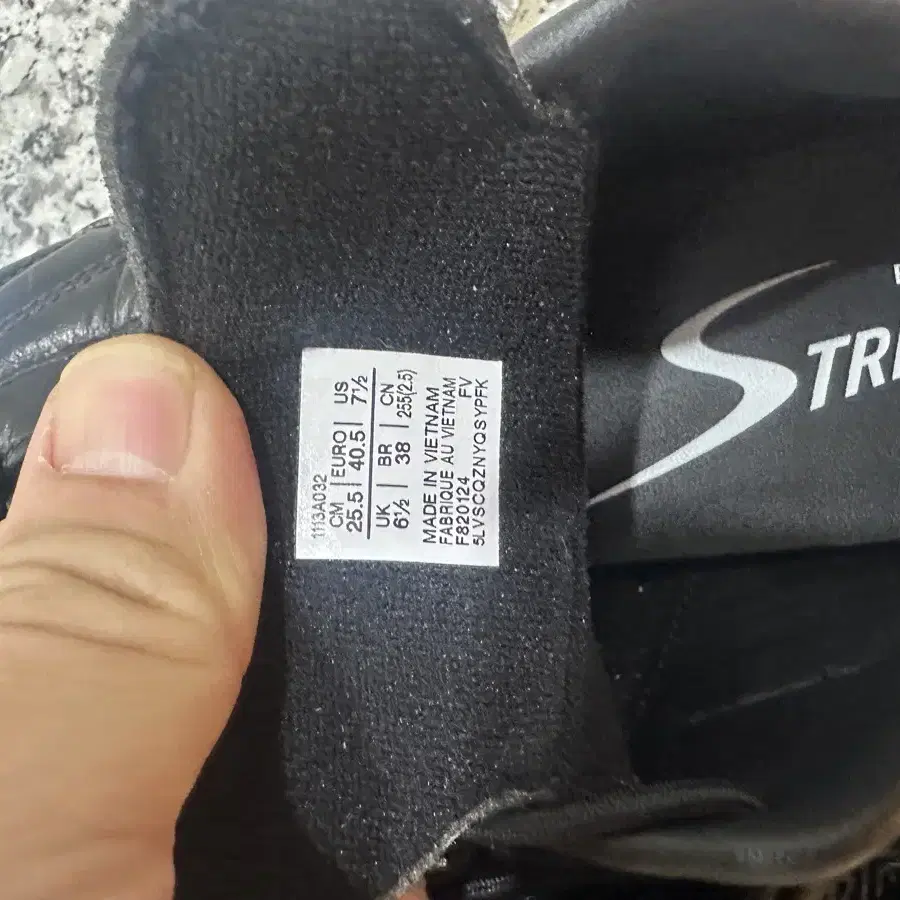 1113A032
CM | EURO | US
25.5 | 40.5 | 7½
UK | BR | CN
6½ | 38 | 255(2.5)
MADE IN VIETNAM
FABRIQUE AU VIETNAM
F820124 FV
5LVSCQZNYQSYPFK
STRI